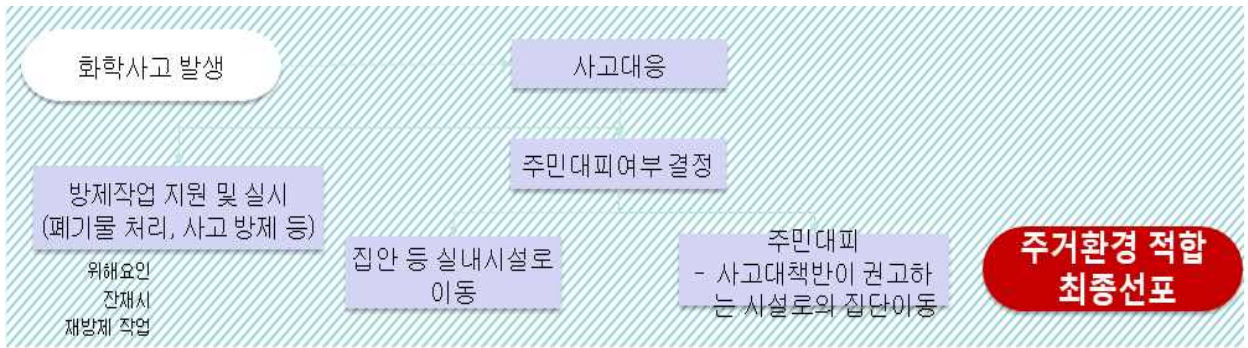 화학사고 발생
사고대응
주민대피여부 결정
방제작업 지원 및 실시
(폐기물 처리, 사고 방제 등)
위해요인
잔재시
재방제 작업
집안 등 실내시설로
이동
주민대피
- 사고대책반이 권고하
는 시설로의 집단이동
주거환경 적합
최종선포